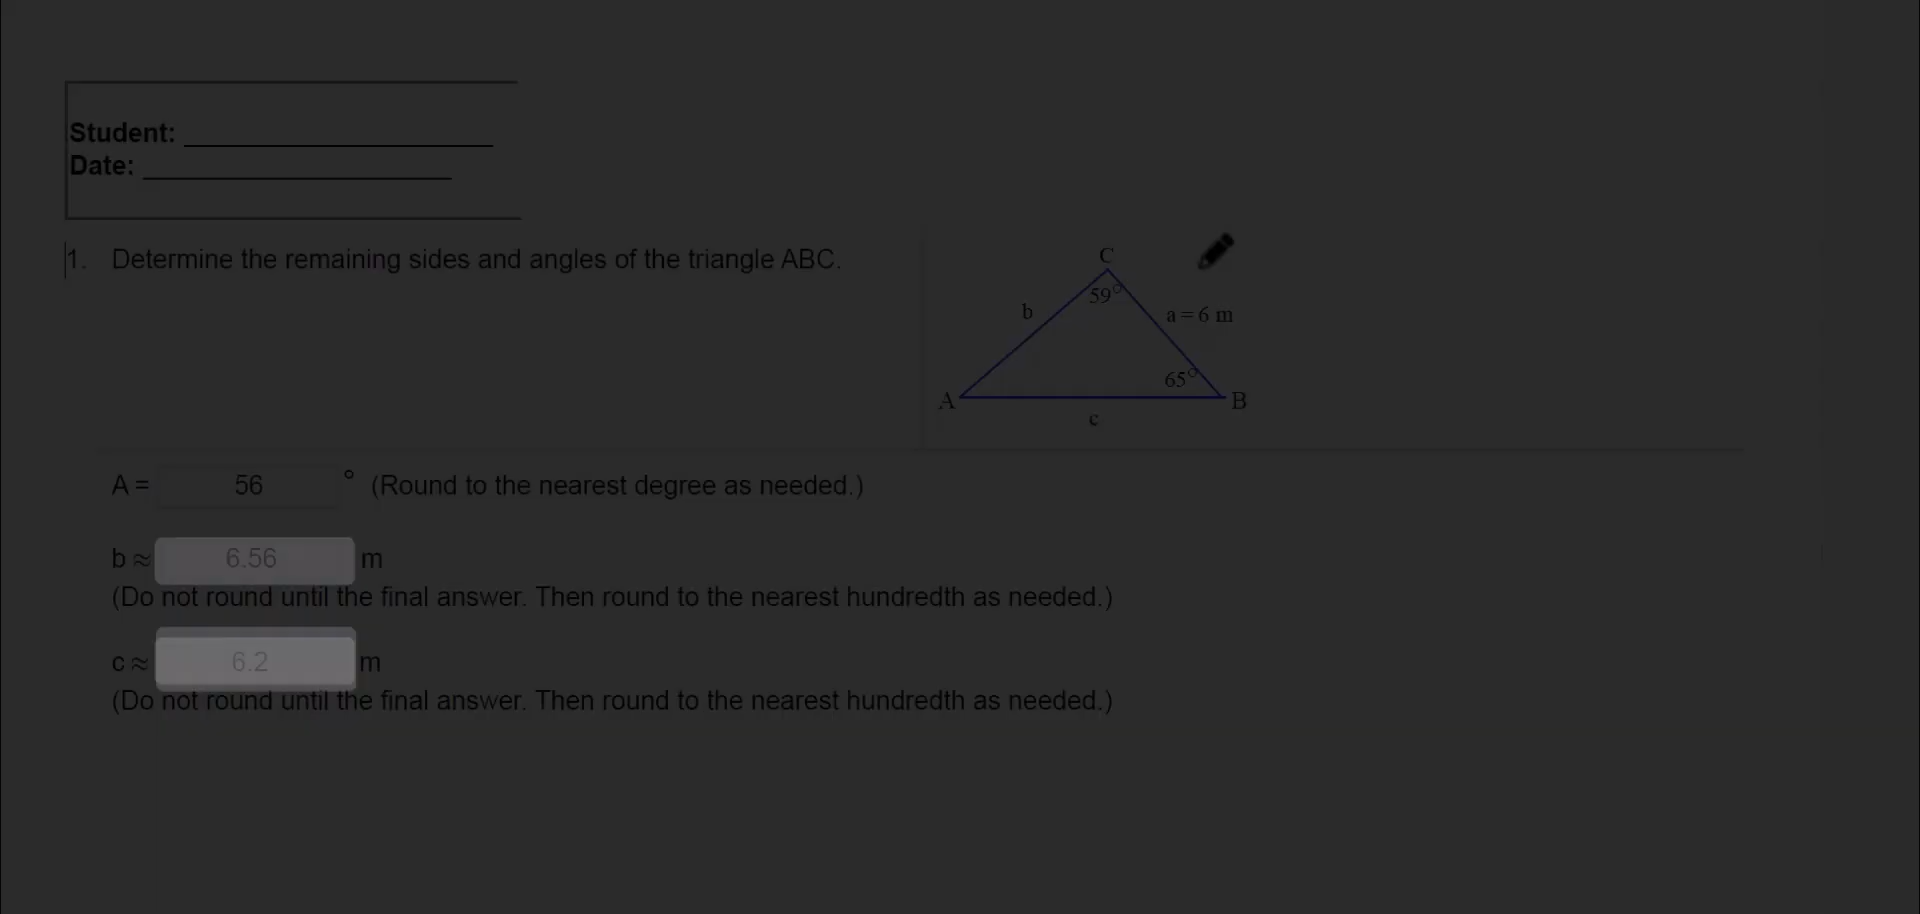 Student:
Date:
1. Determine the remaining sides and angles of the triangle ABC.
C
59°
b
a = 6 m
65°
A
B
c
A = 56 ° (Round to the nearest degree as needed.)
b ≈ 6.56 m
(Do not round until the final answer. Then round to the nearest hundredth as needed.)
c ≈ 6.2 m
(Do not round until the final answer. Then round to the nearest hundredth as needed.)